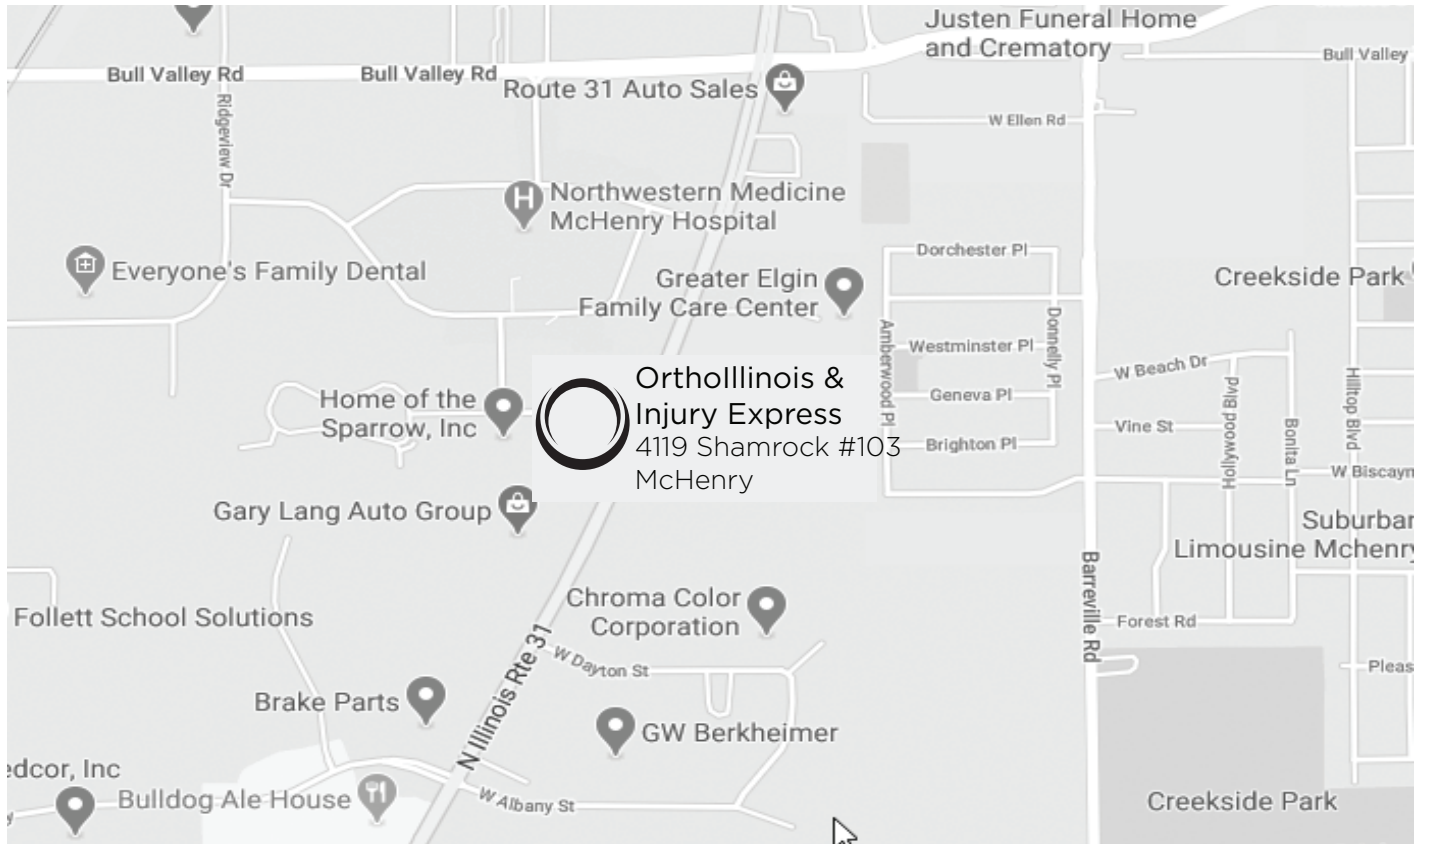 Justen Funeral Home
and Crematory
Bull Valley Rd
Bull Valley Rd
Bull Valley
Route 31 Auto Sales
Ridgeview Dr
W Ellen Rd
H
Northwestern Medicine
McHenry Hospital
Dorchester Pl
Everyone's Family Dental
Greater Elgin
Family Care Center
Creekside Park
Amberwood Pl
Donnelly Pl
Westminster Pl
W Beach Dr
OrthoIllinois &
Injury Express
4119 Shamrock #103
McHenry
Home of the
Sparrow, Inc
Geneva Pl
Hollywood Blvd
Hilltop Blvd
Vine St
Bonita Ln
Brighton Pl
W Biscayn
Gary Lang Auto Group
Suburbar
Limousine Mchenry
Barreville Rd
Chroma Color
Corporation
Follett School Solutions
Forest Rd
N Illinois Rte 31
W Dayton St
Pleas
Brake Parts
GW Berkheimer
edcor, Inc
Bulldog Ale House
W Albany St
Creekside Park